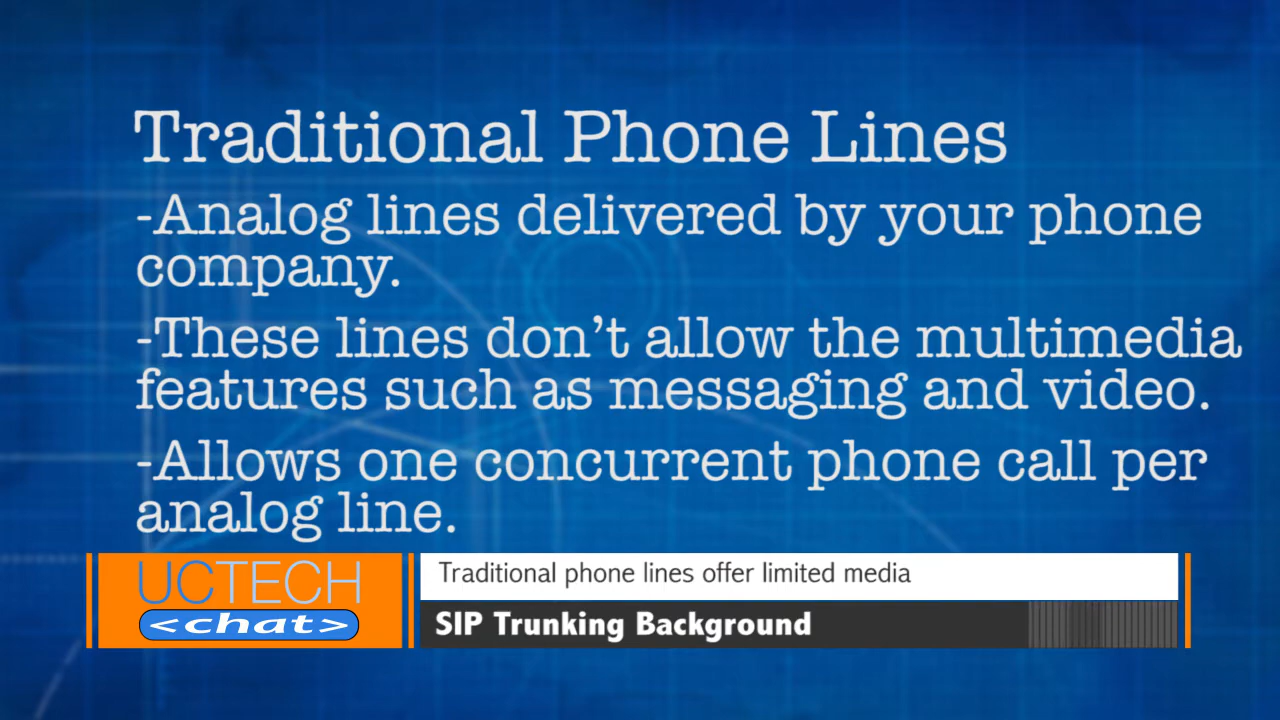 Traditional Phone Lines
-Analog lines delivered by your phone
company.
-These lines don’t allow the multimedia
features such as messaging and video.
-Allows one concurrent phone call per
analog line.
UCTECH
<chat>
Traditional phone lines offer limited media
SIP Trunking Background